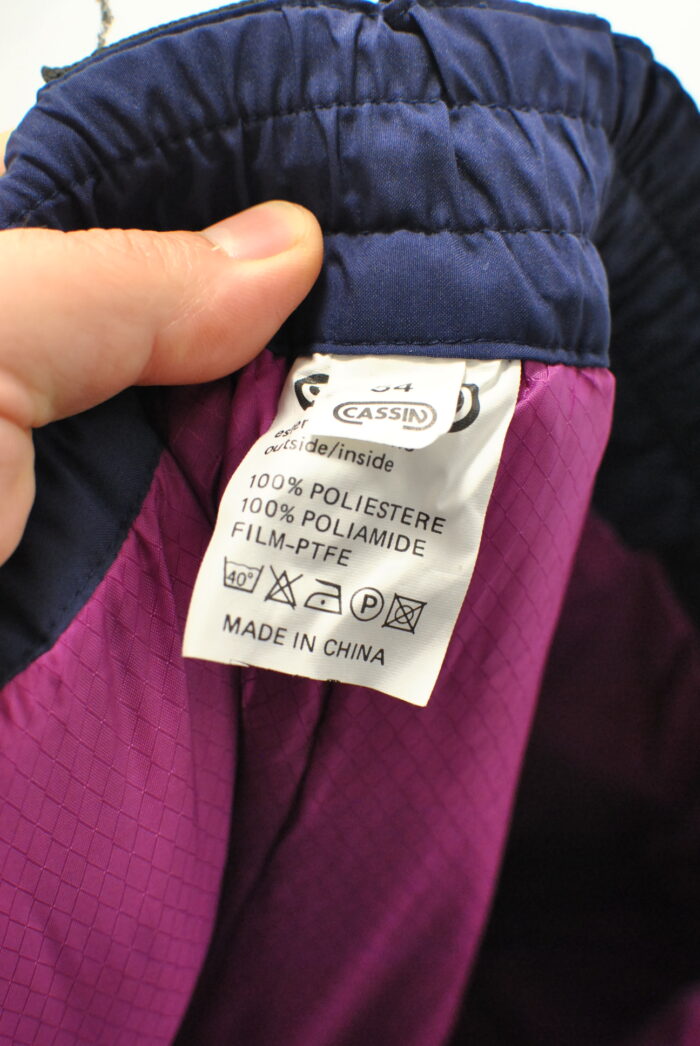 54
CASSIN
outside/inside
100% POLIESTERE
100% POLIAMIDE
FILM-PTFE
40° P
MADE IN CHINA